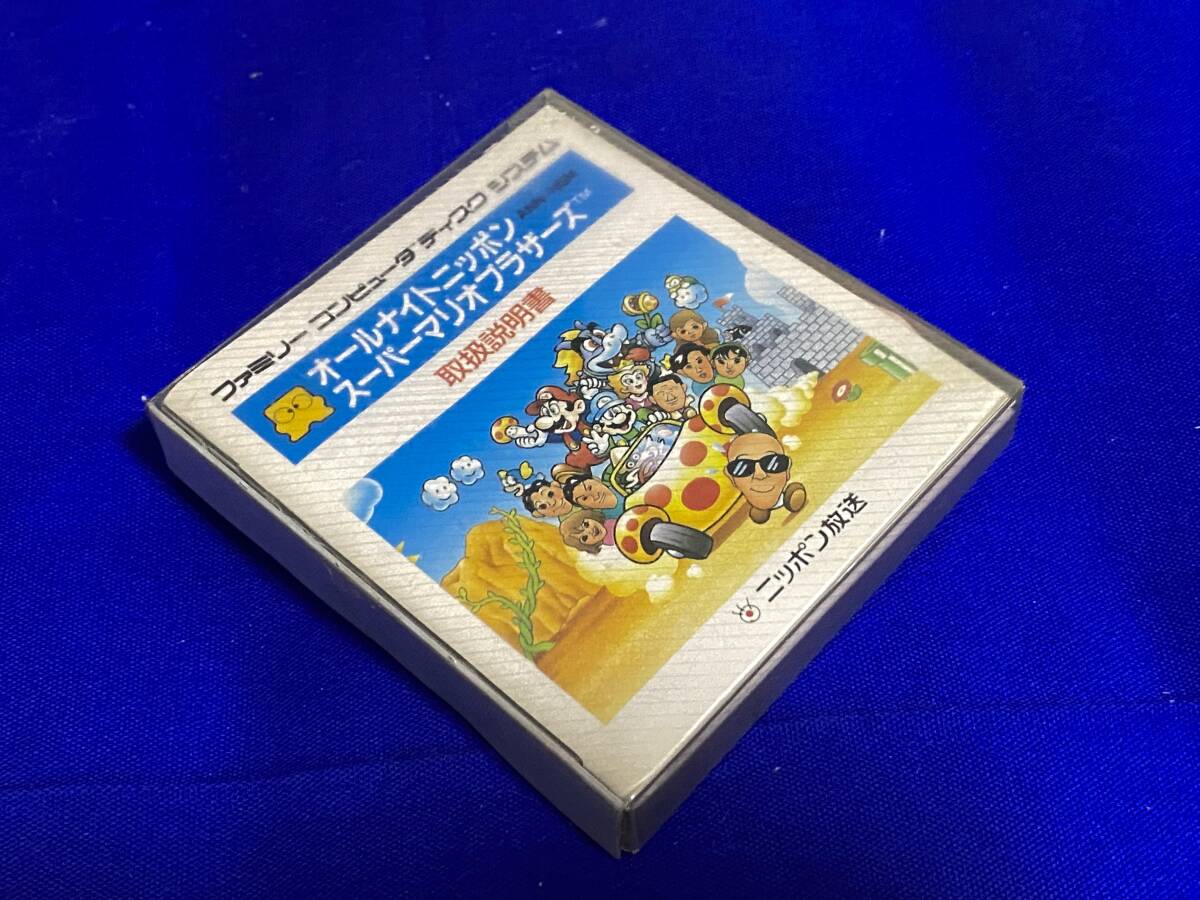 ファミリー コンピュータ ディスク システム
オールナイトニッポン
スーパーマリオブラザーズ™
取扱説明書
ニッポン放送